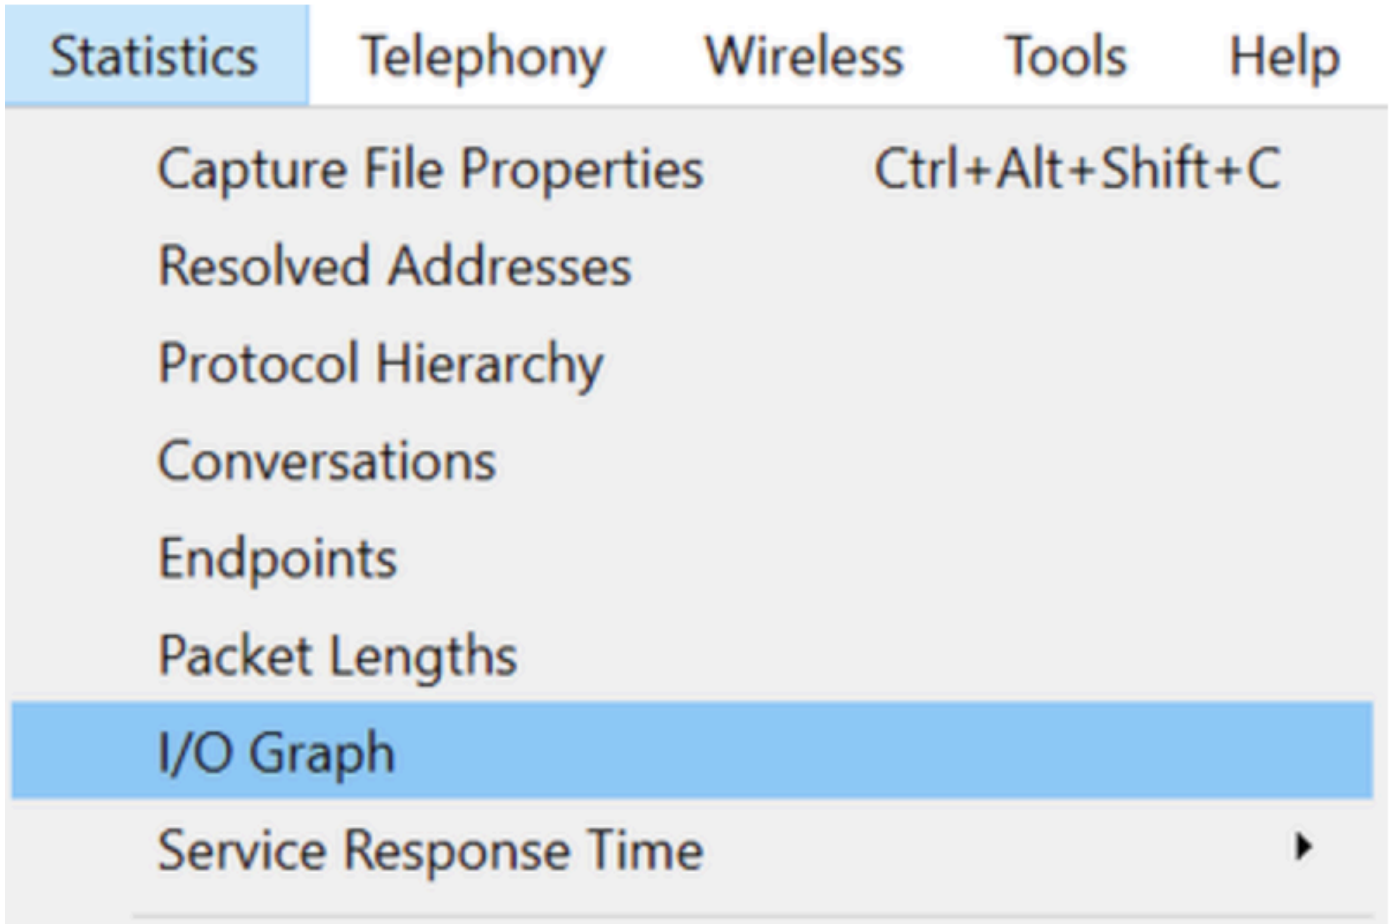 Statistics Telephony Wireless Tools Help
Capture File Properties Ctrl+Alt+Shift+C
Resolved Addresses
Protocol Hierarchy
Conversations
Endpoints
Packet Lengths
I/O Graph
Service Response Time